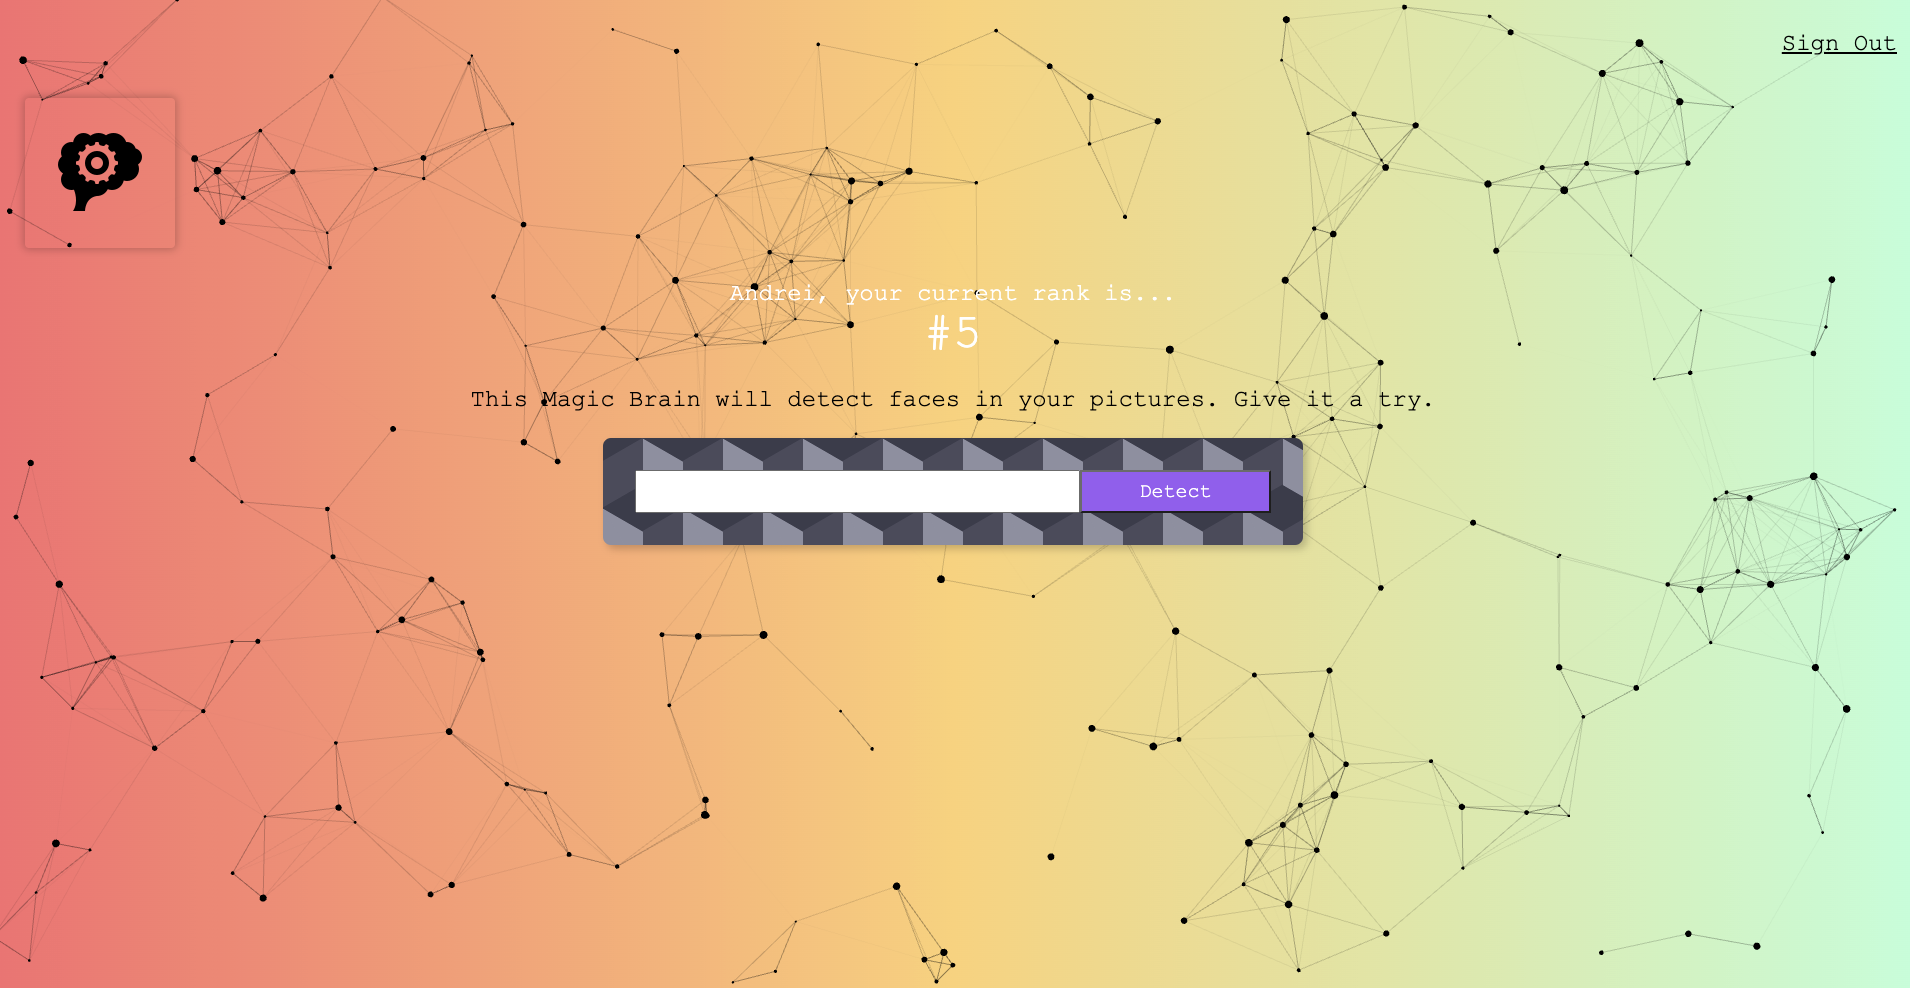 Sign Out
Andrei, your current rank is...
#5
This Magic Brain will detect faces in your pictures. Give it a try.
Detect